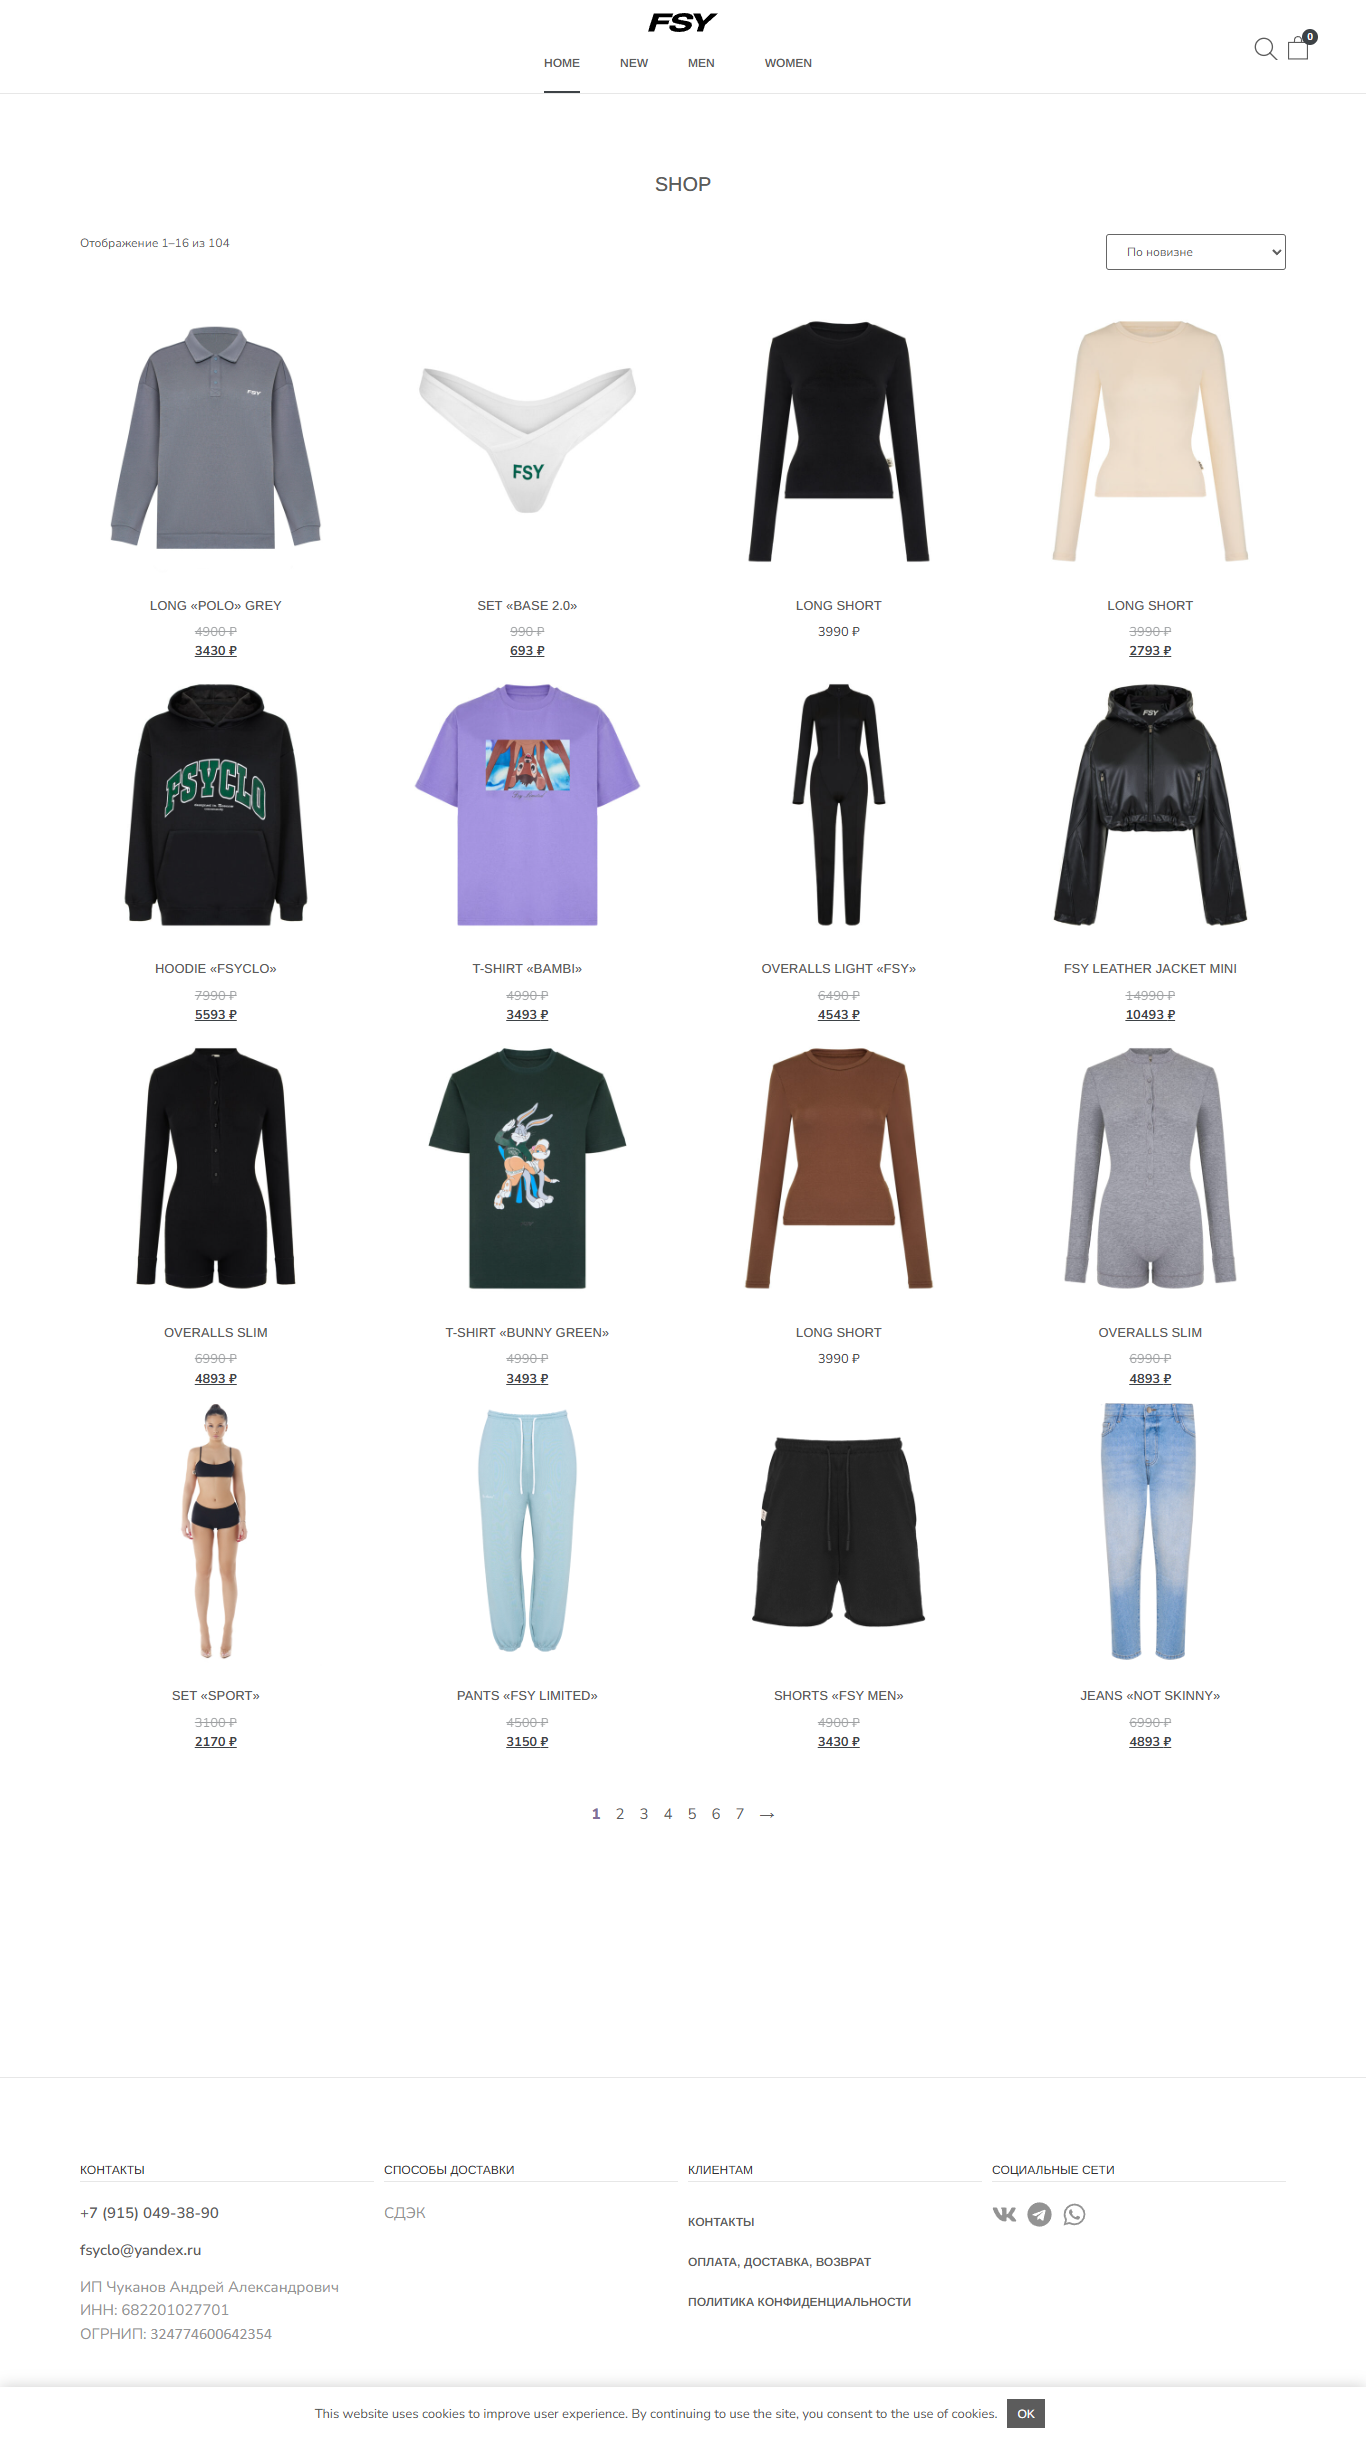 FSY
HOME NEW MEN WOMEN
0
SHOP
Отображение 1–16 из 104
По новизне
FSY
FSY
LONG «POLO» GREY
4900 ₽
3430 ₽
SET «BASE 2.0»
990 ₽
693 ₽
LONG SHORT
3990 ₽
LONG SHORT
3990 ₽
2793 ₽
FSYCLO
FSY
HOODIE «FSYCLO»
7990 ₽
5593 ₽
T-SHIRT «BAMBI»
4990 ₽
3493 ₽
OVERALLS LIGHT «FSY»
6490 ₽
4543 ₽
FSY LEATHER JACKET MINI
14990 ₽
10493 ₽
OVERALLS SLIM
6990 ₽
4893 ₽
T-SHIRT «BUNNY GREEN»
4990 ₽
3493 ₽
LONG SHORT
3990 ₽
OVERALLS SLIM
6990 ₽
4893 ₽
SET «SPORT»
3100 ₽
2170 ₽
PANTS «FSY LIMITED»
4500 ₽
3150 ₽
SHORTS «FSY MEN»
4900 ₽
3430 ₽
JEANS «NOT SKINNY»
6990 ₽
4893 ₽
1 2 3 4 5 6 7 →
КОНТАКТЫ
+7 (915) 049-38-90
fsyclo@yandex.ru
ИП Чуканов Андрей Александрович
ИНН: 682201027701
ОГРНИП: 324774600642354
СПОСОБЫ ДОСТАВКИ
СДЭК
КЛИЕНТАМ
КОНТАКТЫ
ОПЛАТА, ДОСТАВКА, ВОЗВРАТ
ПОЛИТИКА КОНФИДЕНЦИАЛЬНОСТИ
СОЦИАЛЬНЫЕ СЕТИ
This website uses cookies to improve user experience. By continuing to use the site, you consent to the use of cookies. OK